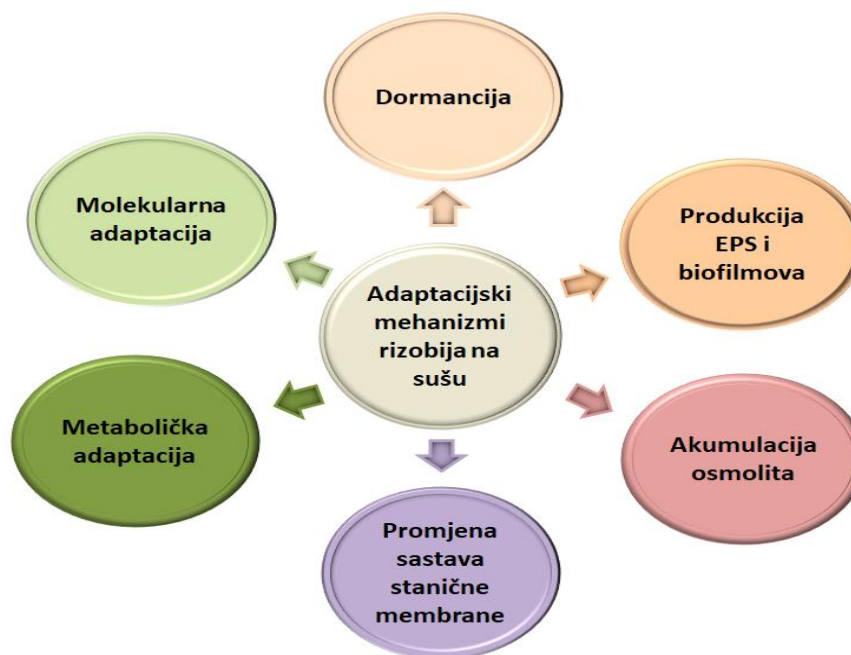 Dormancija
Molekularna
adaptacija
Produkcija
EPS i
biofilmova
Adaptacijski
mehanizmi
rizobija na
sušu
Metabolička
adaptacija
Akumulacija
osmolita
Promjena
sastava
stanične
membrane